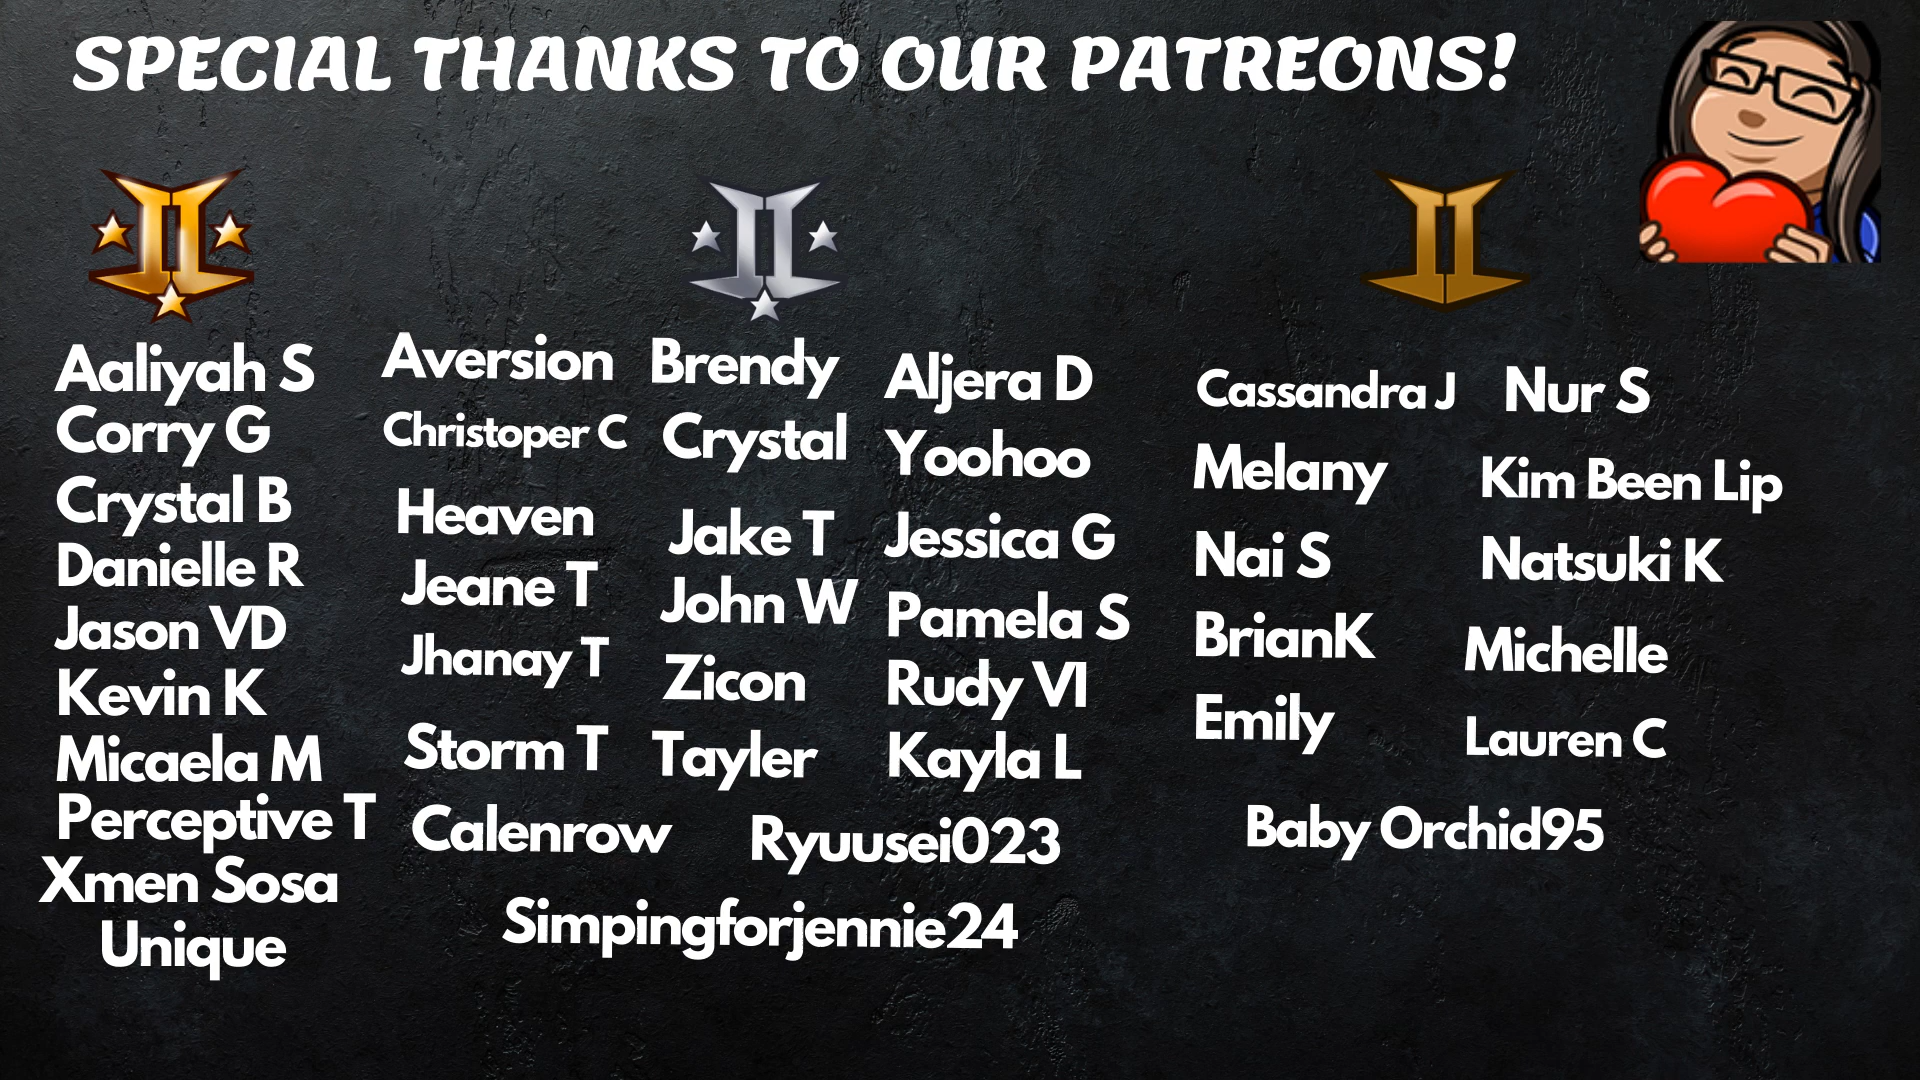 SPECIAL THANKS TO OUR PATREONS!
Aaliyah S
Corry G
Crystal B
Danielle R
Jason VD
Kevin K
Micaela M
Perceptive T
Xmen Sosa
Unique
Aversion
Christoper C
Heaven
Jeane T
Jhanay T
Storm T
Calenrow
Brendy
Crystal
Jake T
John W
Zicon
Tayler
Ryuusei023
Aljera D
Yoohoo
Jessica G
Pamela S
Rudy VI
Kayla L
Simpingforjennie24
Cassandra J
Melany
Nai S
BrianK
Emily
Nur S
Kim Been Lip
Natsuki K
Michelle
Lauren C
Baby Orchid95